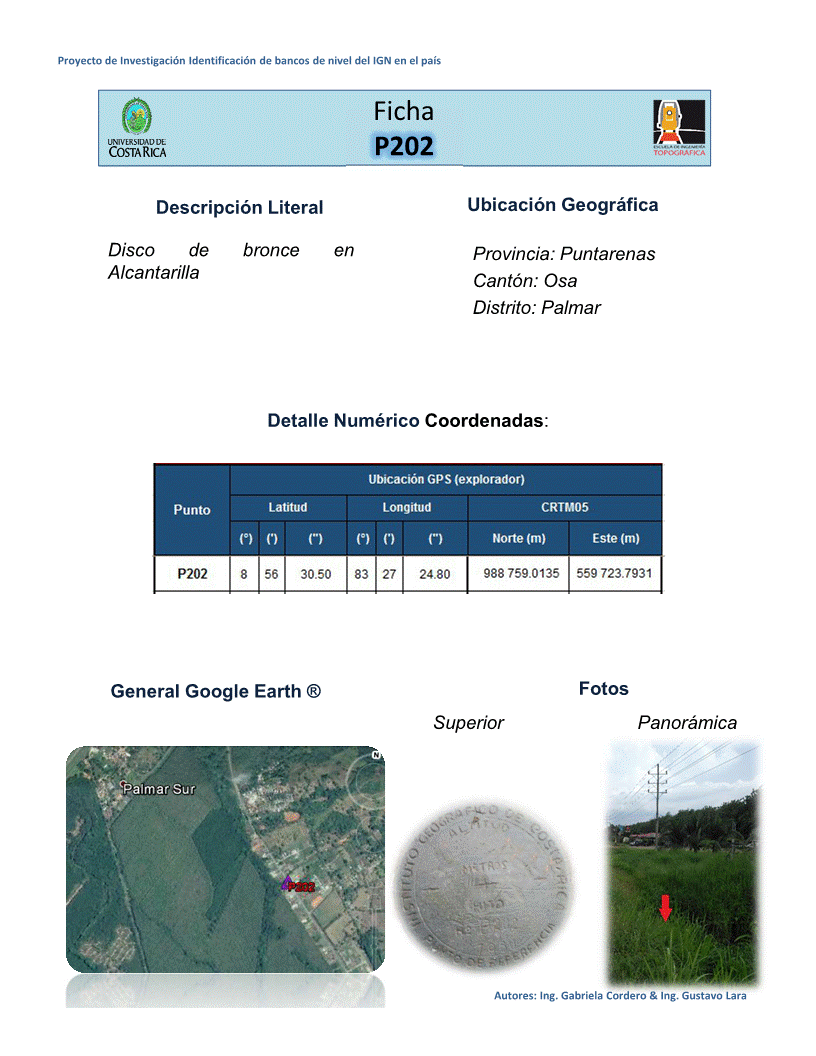 Proyecto de Investigación Identificación de bancos de nivel del IGN en el país
UNIVERSIDAD DE
COSTA RICA
Ficha
P202
ESCUELA DE INGENIERÍA
TOPOGRÁFICA
Descripción Literal
Disco de bronce en
Alcantarilla
Ubicación Geográfica
Provincia: Puntarenas
Cantón: Osa
Distrito: Palmar
Detalle Numérico Coordenadas:
Punto
Ubicación GPS (explorador)
Latitud Longitud CRTM05
(°) (') (") (°) (') (") Norte (m) Este (m)
P202 8 56 30.50 83 27 24.80 988 759.0135 559 723.7931
General Google Earth ®
N
Palmar Sur
P202
Fotos
Superior
Panorámica
INSTITUTO GEOGRAFICO DE COSTA RICA
METROS
PUNTO DE REFERENCIA
Autores: Ing. Gabriela Cordero & Ing. Gustavo Lara